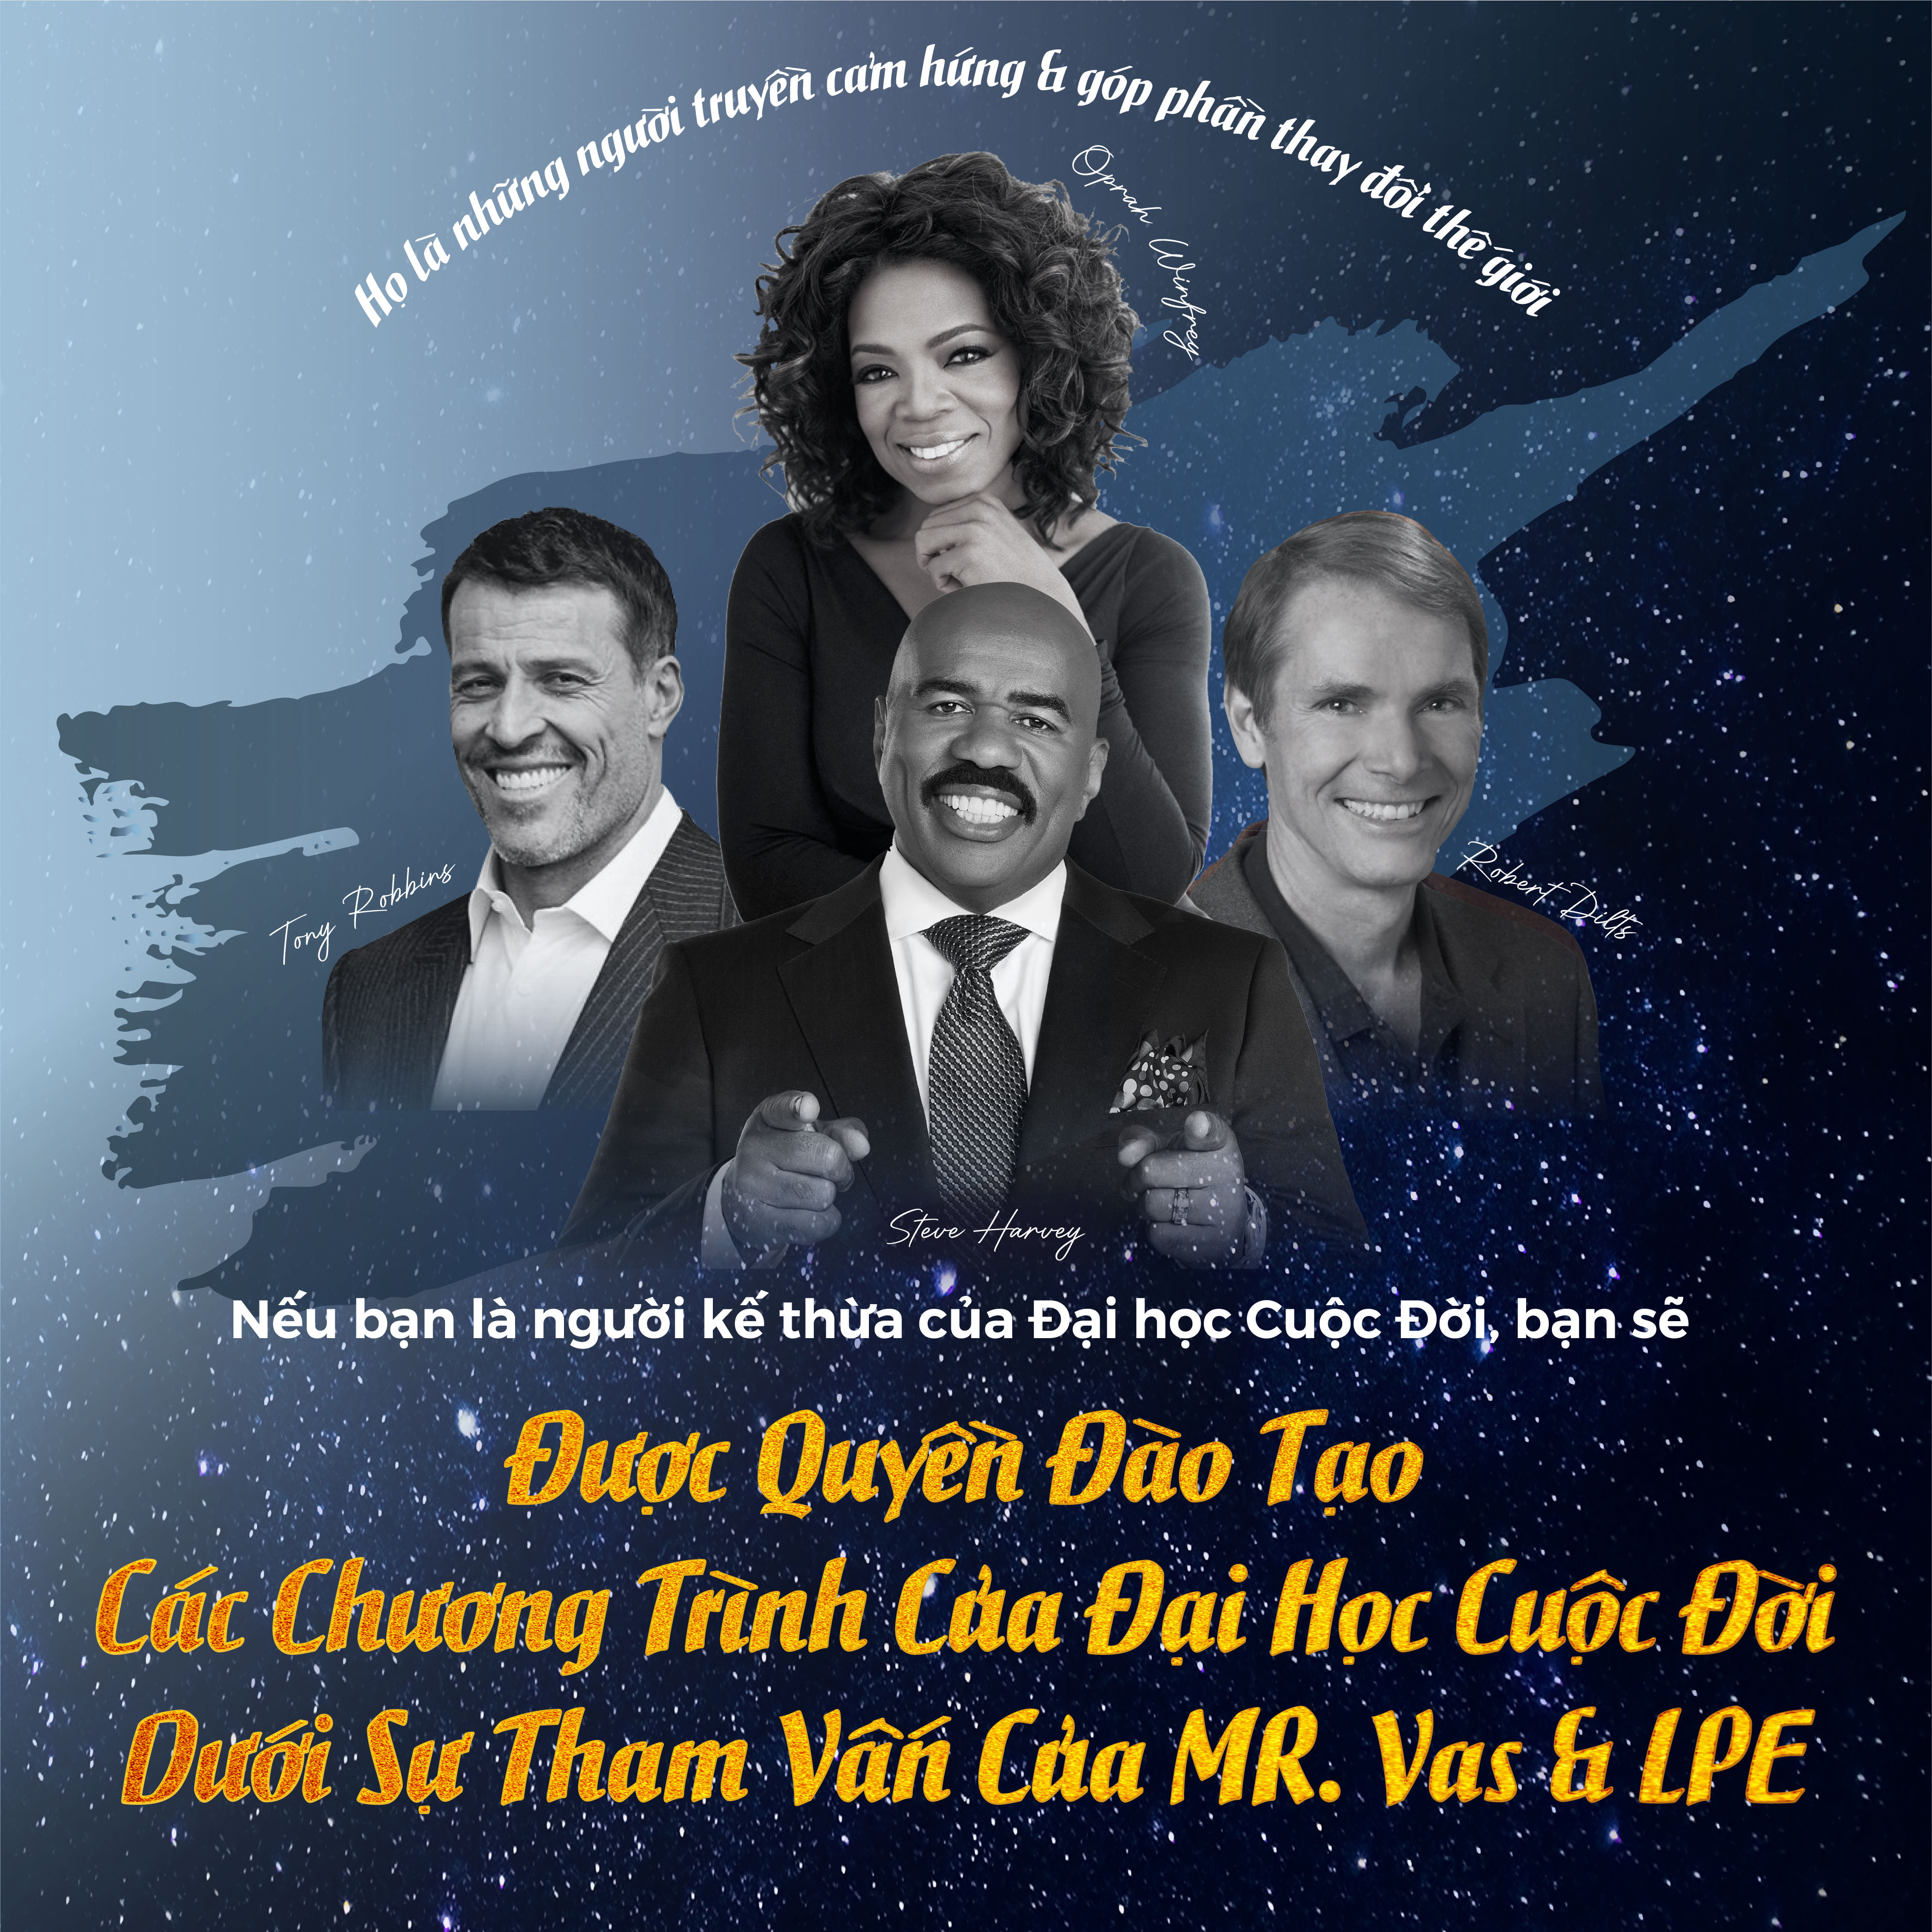 Họ là những người truyền cảm hứng & góp phần thay đổi thế giới
Oprah Winfrey
Tony Robbins
Robert Dilts
Steve Harvey
Nếu bạn là người kế thừa của Đại học Cuộc Đời, bạn sẽ
Được Quyền Đào Tạo
Các Chương Trình Của Đại Học Cuộc Đời
Dưới Sự Tham Vấn Của MR. Vas & LPE